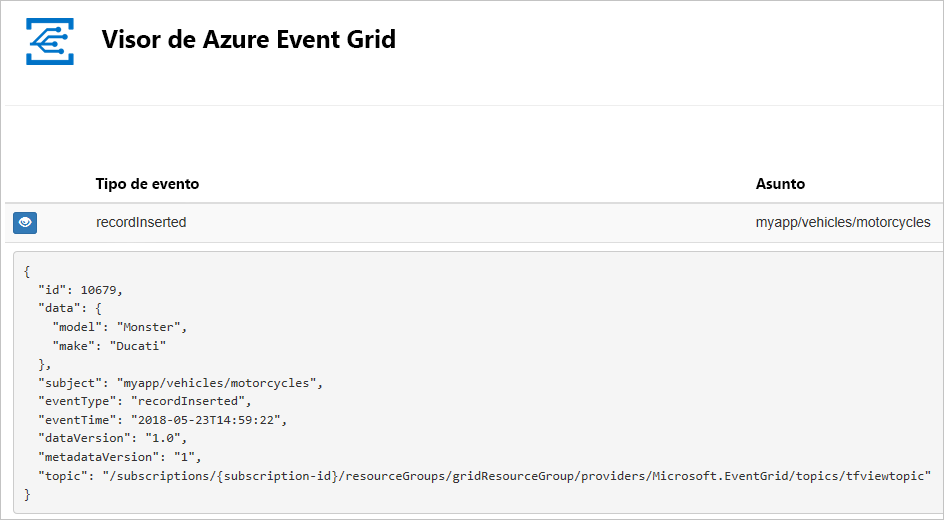 Visor de Azure Event Grid
Tipo de evento Asunto
recordInserted myapp/vehicles/motorcycles
{
  "id": 10679,
  "data": {
    "model": "Monster",
    "make": "Ducati"
  },
  "subject": "myapp/vehicles/motorcycles",
  "eventType": "recordInserted",
  "eventTime": "2018-05-23T14:59:22",
  "dataVersion": "1.0",
  "metadataVersion": "1",
  "topic": "/subscriptions/{subscription-id}/resourceGroups/gridResourceGroup/providers/Microsoft.EventGrid/topics/tfviewtopic"
}